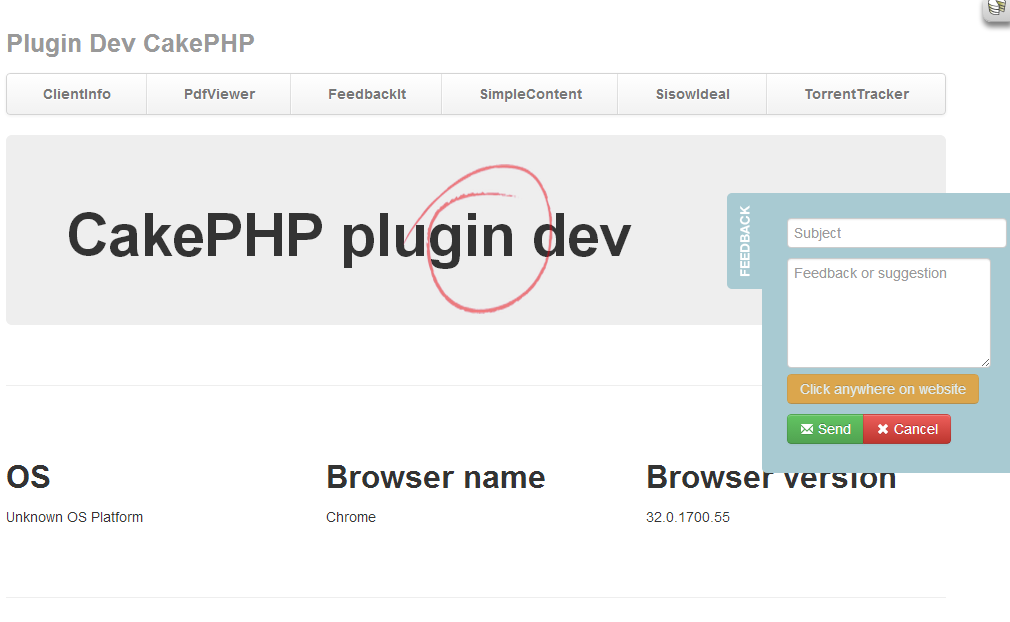 Plugin Dev CakePHP
ClientInfo PdfViewer FeedbackIt SimpleContent SisowIdeal TorrentTracker
CakePHP plugin dev
FEEDBACK
Subject
Feedback or suggestion
Click anywhere on website
Send Cancel
OS Browser name Browser version
Unknown OS Platform Chrome 32.0.1700.55